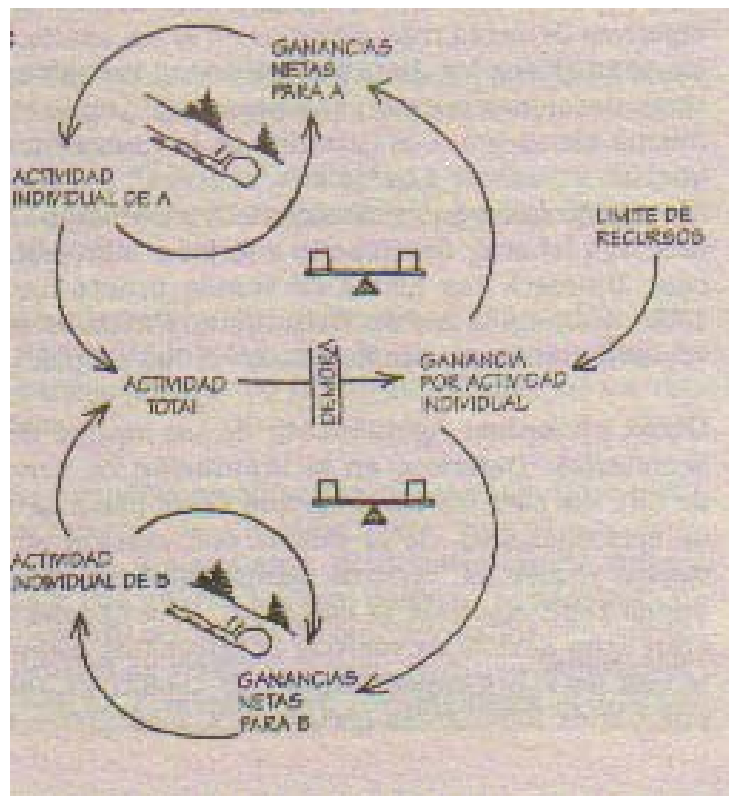 GANANCIAS
NETAS
PARA A
ACTIVIDAD
INDIVIDUAL DE A
LIMITE DE
RECURSOS
ACTIVIDAD
TOTAL
DEMORA
GANANCIA
POR ACTIVIDAD
INDIVIDUAL
ACTIVIDAD
INDIVIDUAL DE B
GANANCIAS
NETAS
PARA B